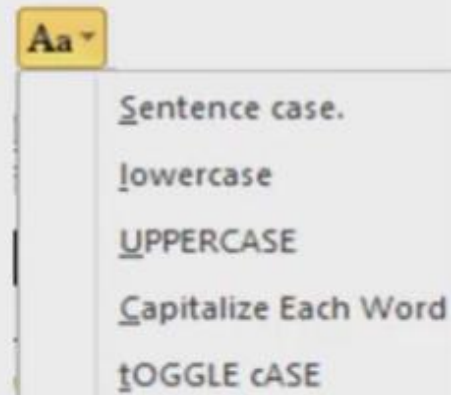 Aa
Sentence case.
lowercase
UPPERCASE
Capitalize Each Word
tOGGLE cASE